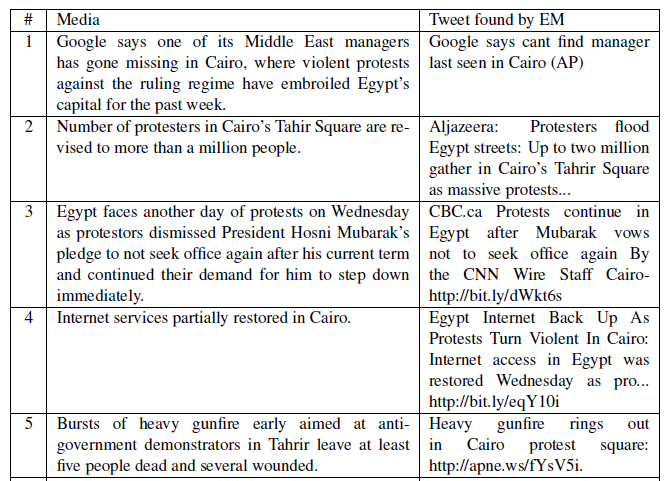 # Media Tweet found by EM
1 Google says one of its Middle East managers
has gone missing in Cairo, where violent protests
against the ruling regime have embroiled Egypt's
capital for the past week.
Google says cant find manager
last seen in Cairo (AP)
2 Number of protesters in Cairo's Tahir Square are re-
vised to more than a million people.
Aljazeera: Protesters flood
Egypt streets: Up to two million
gather in Cairo's Tahrir Square
as massive protests...
3 Egypt faces another day of protests on Wednesday
as protestors dismissed President Hosni Mubarak's
pledge to not seek office again after his current term
and continued their demand for him to step down
immediately.
CBC.ca Protests continue in
Egypt after Mubarak vows
not to seek office again By
the CNN Wire Staff Cairo-
http://bit.ly/dWkt6s
4 Internet services partially restored in Cairo.
Egypt Internet Back Up As
Protests Turn Violent In Cairo:
Internet access in Egypt was
restored Wednesday as pro...
http://bit.ly/eqY10i
5 Bursts of heavy gunfire early aimed at anti-
government demonstrators in Tahrir leave at least
five people dead and several wounded.
Heavy gunfire rings out
in Cairo protest square:
http://apne.ws/fYsV5i.